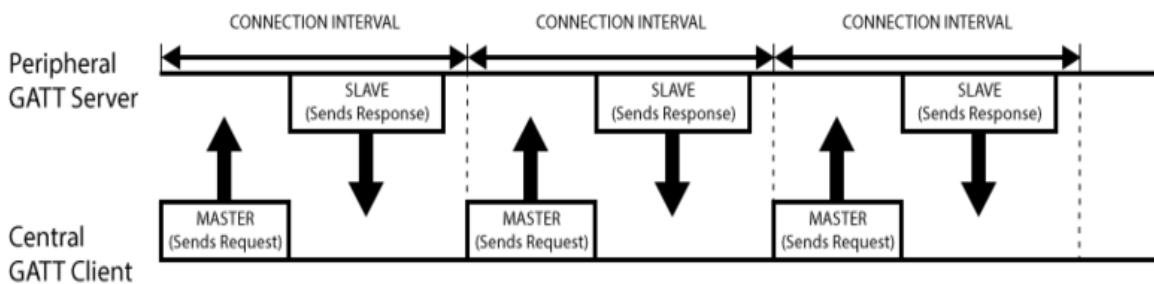 CONNECTION INTERVAL
CONNECTION INTERVAL
CONNECTION INTERVAL
Peripheral
GATT Server
SLAVE
(Sends Response)
SLAVE
(Sends Response)
SLAVE
(Sends Response)
MASTER
(Sends Request)
MASTER
(Sends Request)
MASTER
(Sends Request)
Central
GATT Client